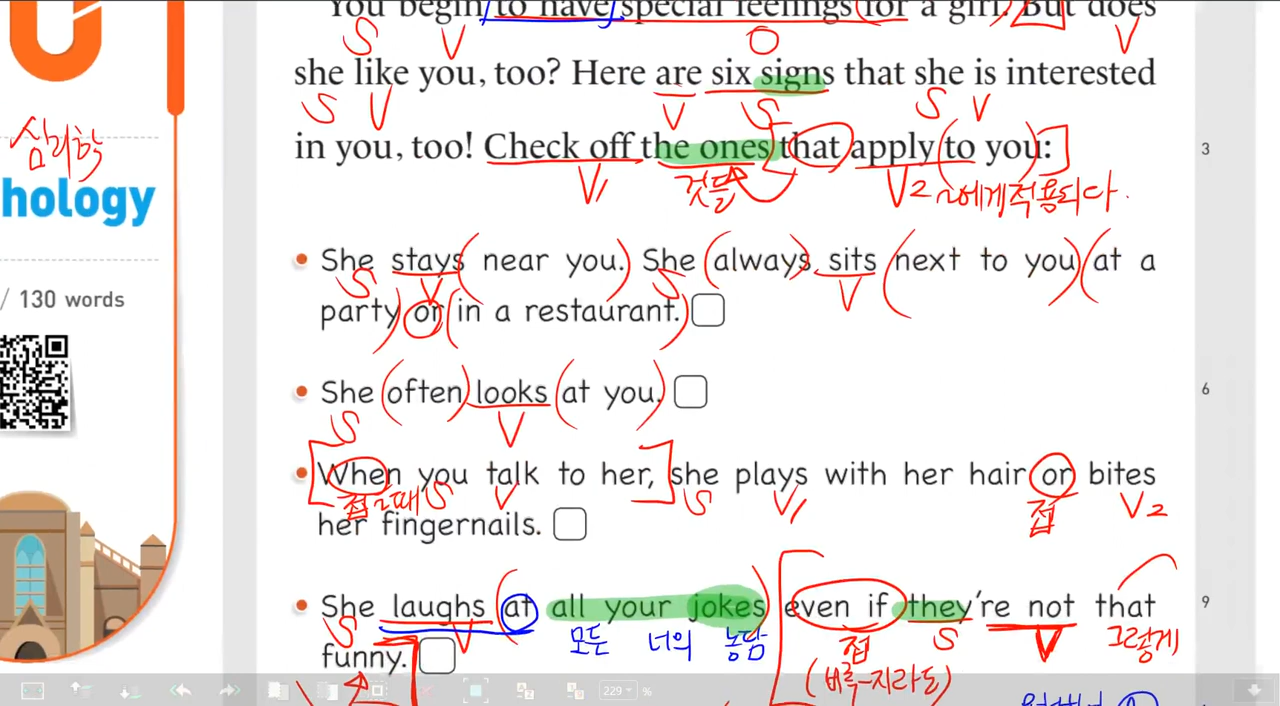 You begin to have special feelings for a girl. But does
S V O V
she like you, too? Here are six signs that she is interested
S V V S S V
심리학
in you, too! Check off the ones that apply to you: 3
hology
V1 것들 V2 ~에게 적용되다.
• She stays near you. She always sits next to you at a
S V S V
/ 130 words
party or in a restaurant.
• She often looks at you. 6
S V
• When you talk to her, she plays with her hair or bites
접 ~때 S V S V1 접 V2
her fingernails.
• She laughs at all your jokes even if they're not that 9
S V 모든 너의 농담 접 S V 그렇게
funny.
(비록~지라도)
229 %